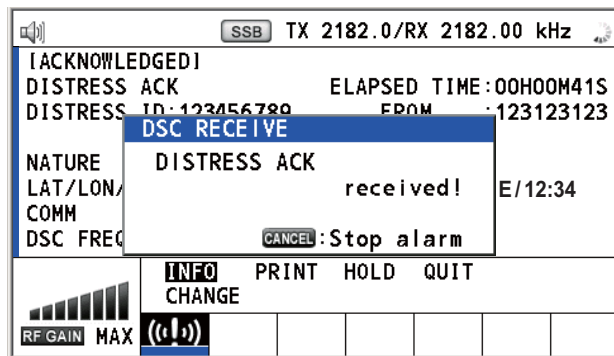 SSB TX 2182.0/RX 2182.00 kHz
[ACKNOWLEDGED]
DISTRESS ACK ELAPSED TIME:00H00M41S
DISTRESS ID:123456789 FROM :123123123
DSC RECEIVE
NATURE DISTRESS ACK
LAT/LON/ received! E/12:34
COMM
DSC FREQ CANCEL:Stop alarm
INFO PRINT HOLD QUIT
CHANGE
RF GAIN MAX